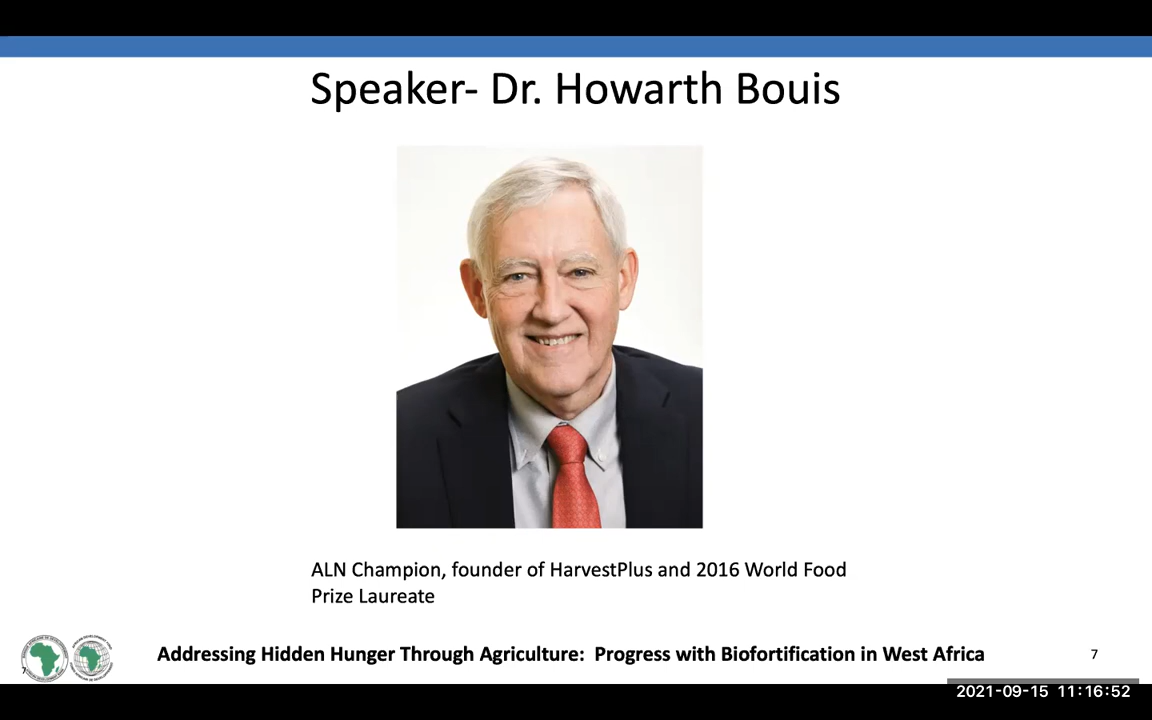 Speaker- Dr. Howarth Bouis
ALN Champion, founder of HarvestPlus and 2016 World Food
Prize Laureate
Addressing Hidden Hunger Through Agriculture:  Progress with Biofortification in West Africa
7
7
2021-09-15 11:16:52